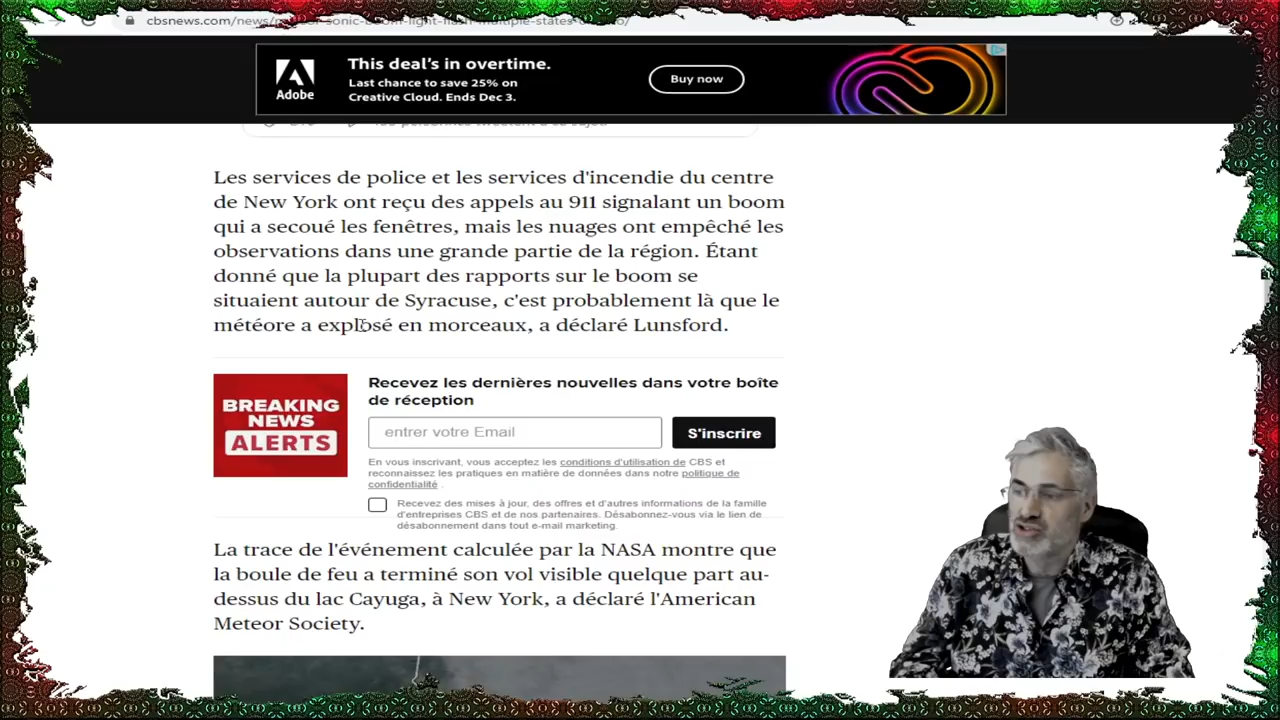 cbsnews.com/news/
This deal's in overtime.
Last chance to save 25% on
Creative Cloud. Ends Dec 3.
Adobe
Buy now
Les services de police et les services d'incendie du centre
de New York ont reçu des appels au 911 signalant un boom
qui a secoué les fenêtres, mais les nuages ont empêché les
observations dans une grande partie de la région. Étant
donné que la plupart des rapports sur le boom se
situaient autour de Syracuse, c'est probablement là que le
météore a explosé en morceaux, a déclaré Lunsford.
BREAKING
NEWS
ALERTS
Recevez les dernières nouvelles dans votre boîte
de réception
entrer votre Email
S'inscrire
En vous inscrivant, vous acceptez les conditions d'utilisation de CBS et
reconnaissez les pratiques en matière de données dans notre politique de
confidentialité .
Recevez des mises à jour, des offres et d'autres informations de la famille
d'entreprises CBS et de nos partenaires. Désabonnez-vous via le lien de
désabonnement dans tout e-mail marketing.
La trace de l'événement calculée par la NASA montre que
la boule de feu a terminé son vol visible quelque part au-
dessus du lac Cayuga, à New York, a déclaré l'American
Meteor Society.